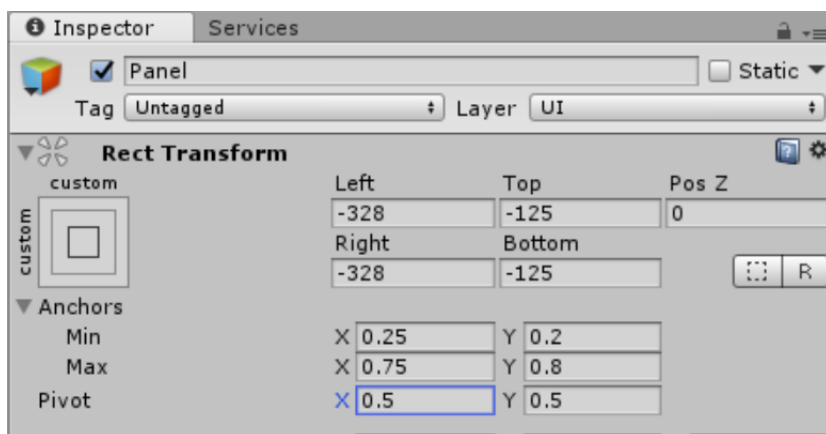 Inspector Services
Panel Static
Tag Untagged Layer UI
Rect Transform
custom Left Top Pos Z
custom -328 -125 0
Right Bottom
-328 -125 R
Anchors
Min X 0.25 Y 0.2
Max X 0.75 Y 0.8
Pivot X 0.5 Y 0.5